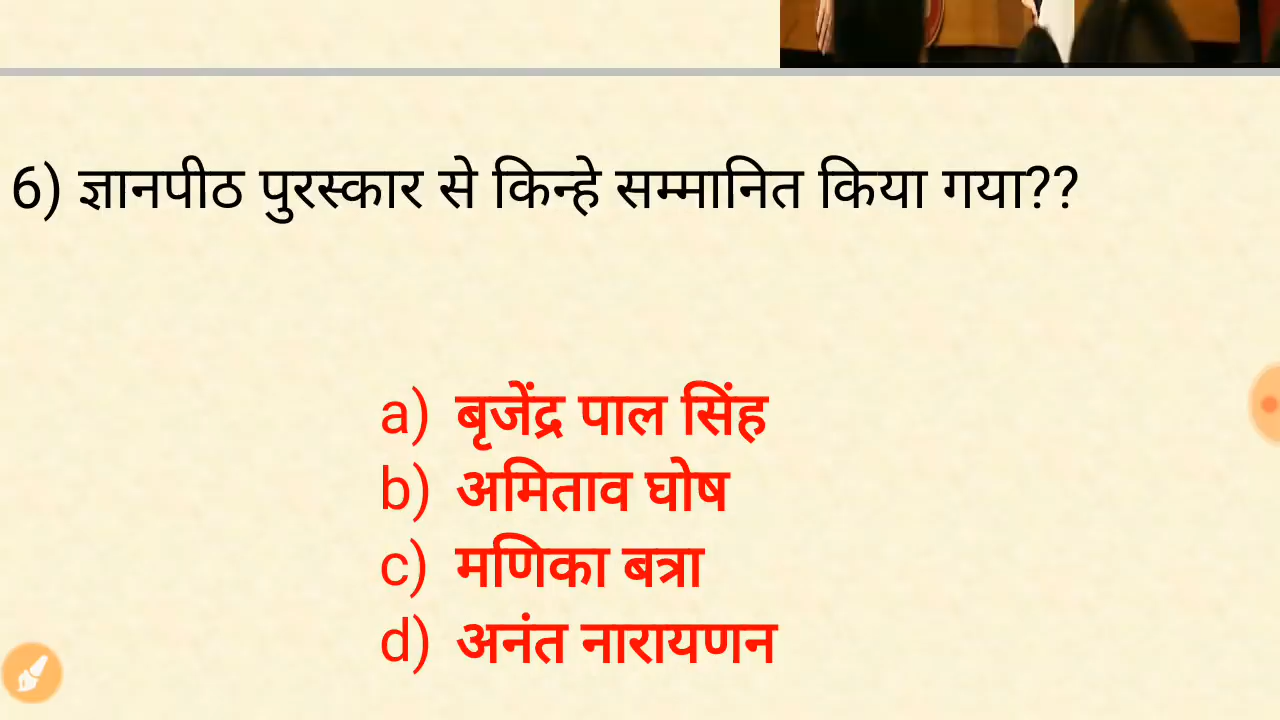 6) ज्ञानपीठ पुरस्कार से किन्हे सम्मानित किया गया??
a) बृजेंद्र पाल सिंह
b) अमिताव घोष
c) मणिका बत्रा
d) अनंत नारायणन